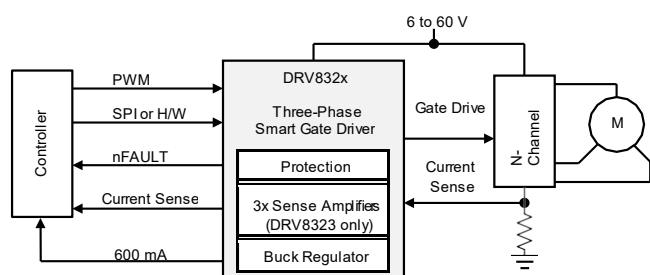 6 to 60 V
DRV832x
Three-Phase
Smart Gate Driver
Controller
PWM
SPI or H/W
nFAULT
Current Sense
600 mA
Protection
3x Sense Amplifiers
(DRV8323 only)
Buck Regulator
Gate Drive
Current
Sense
N-
Channel
M